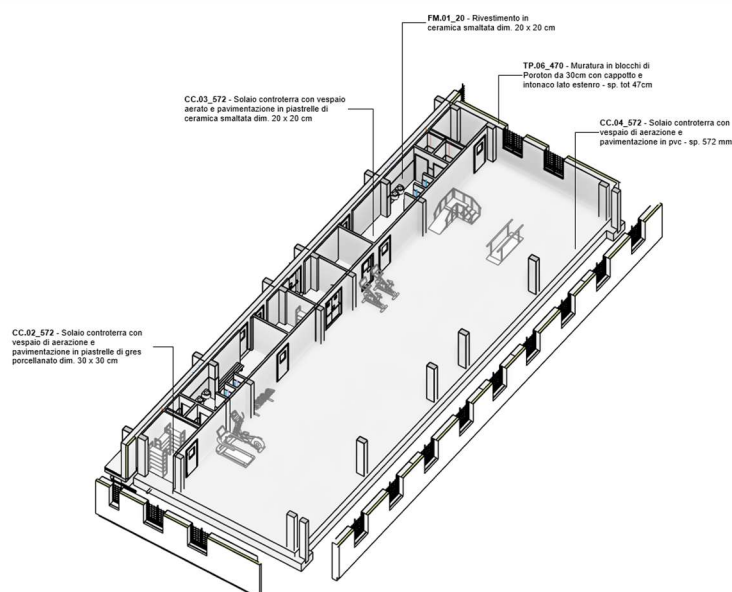 FM.01_20 - Rivestimento in
ceramica smaltata dim. 20 x 20 cm
TP.06_470 - Muratura in blocchi di
Poroton da 30cm con cappotto e
intonaco lato estenro - sp. tot 47cm
CC.03_572 - Solaio controterra con vespaio
aerato e pavimentazione in piastrelle di
ceramica smaltata dim. 20 x 20 cm
CC.04_572 - Solaio controterra con
vespaio di aerazione e
pavimentazione in pvc - sp. 572 mm
CC.02_572 - Solaio controterra con
vespaio di aerazione e
pavimentazione in piastrelle di gres
porcellanato dim. 30 x 30 cm